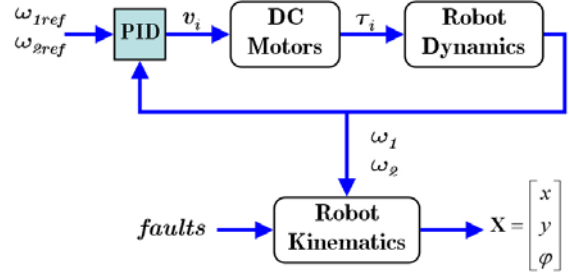 ω1ref
ω2ref
PID
vi
DC
Motors
τi
Robot
Dynamics
ω1
ω2
faults
Robot
Kinematics
X = [x
y
φ]